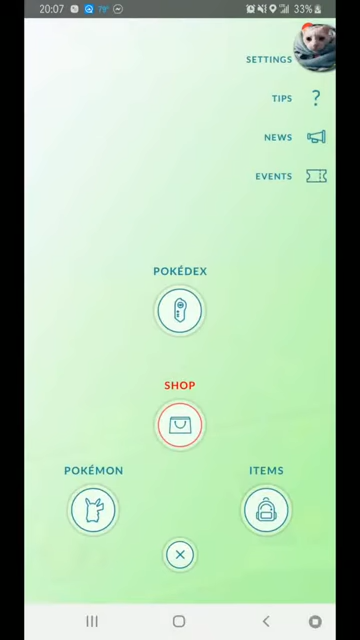 20:07
33%
SETTINGS
TIPS
NEWS
EVENTS
POKÉDEX
SHOP
POKÉMON
ITEMS